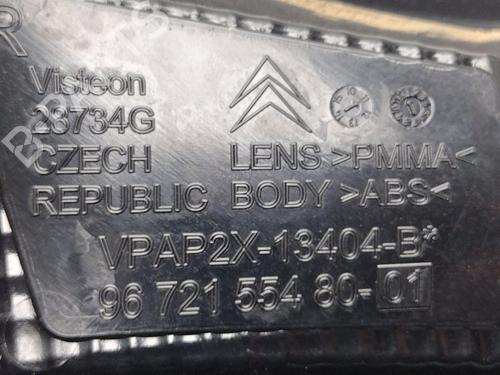 R
Visteon
28734G
CZECH LENS >PMMA<
REPUBLIC BODY >ABS<
VPAP2X-13404-B*
96 721 554 80-01